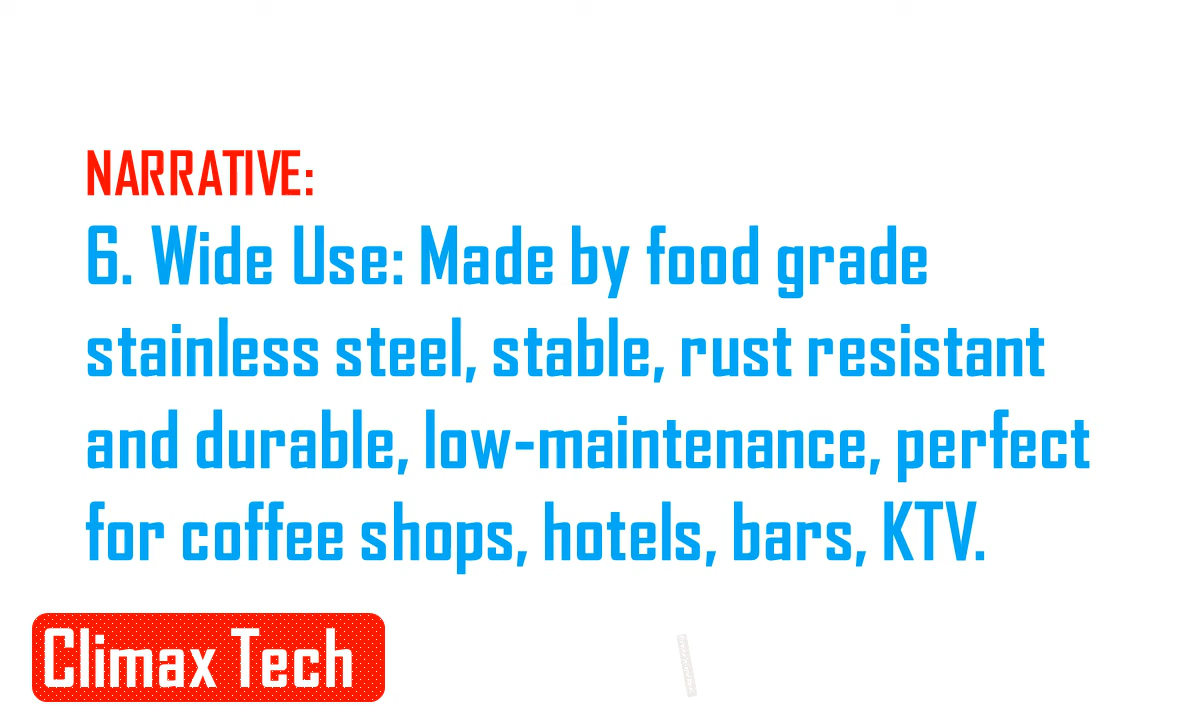 NARRATIVE:
6. Wide Use: Made by food grade
stainless steel, stable, rust resistant
and durable, low-maintenance, perfect
for coffee shops, hotels, bars, KTV.
Climax Tech